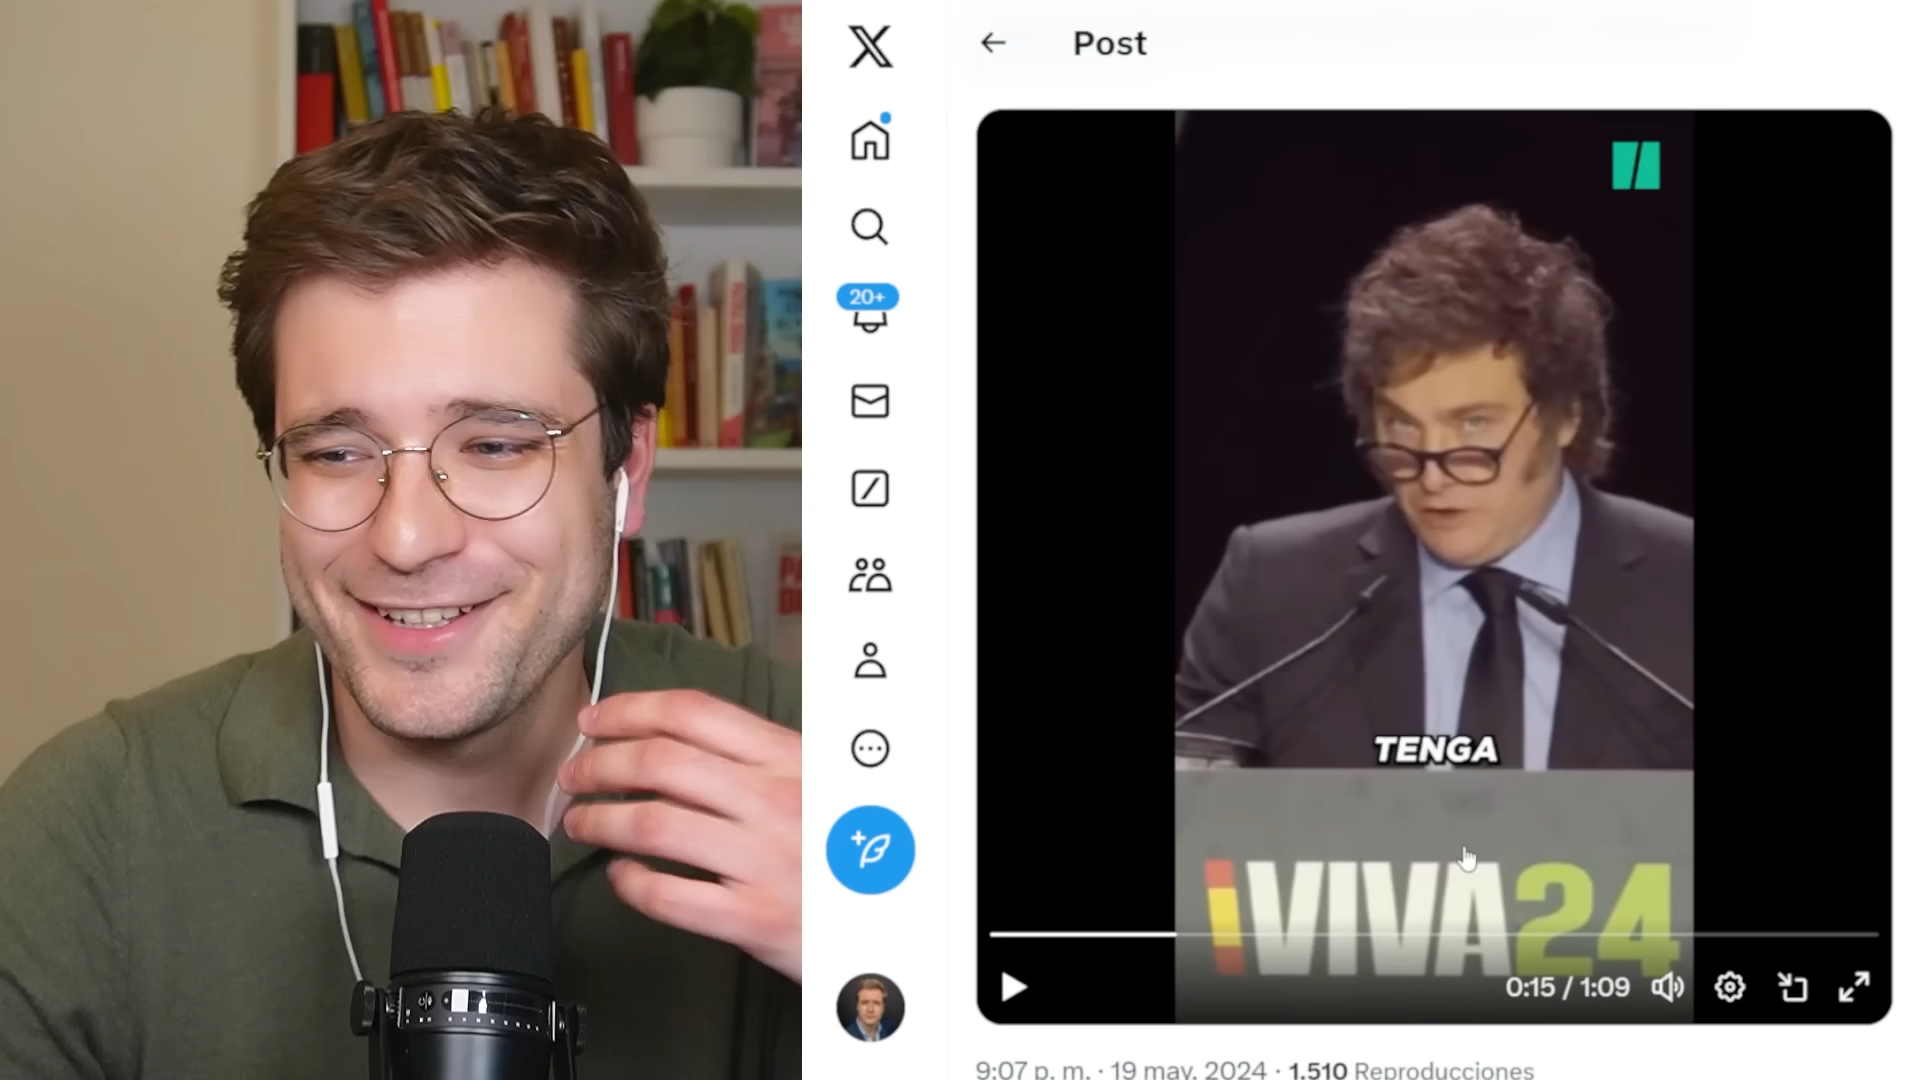 Post
20+
TENGA
VIVA24
0:15 / 1:09
9:07 p. m. · 19 may. 2024 · 1.510 Reproducciones